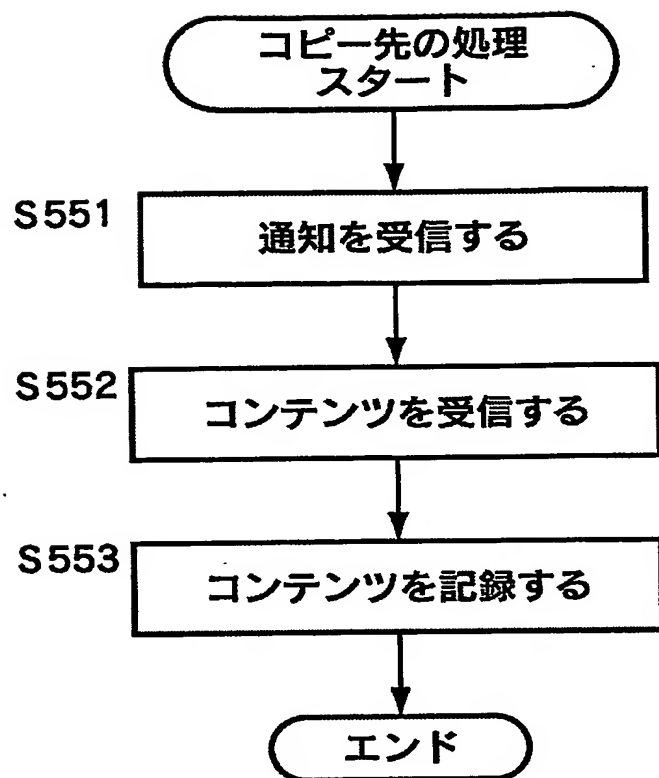 コピー先の処理
スタート
S551
通知を受信する
S552
コンテンツを受信する
S553
コンテンツを記録する
エンド